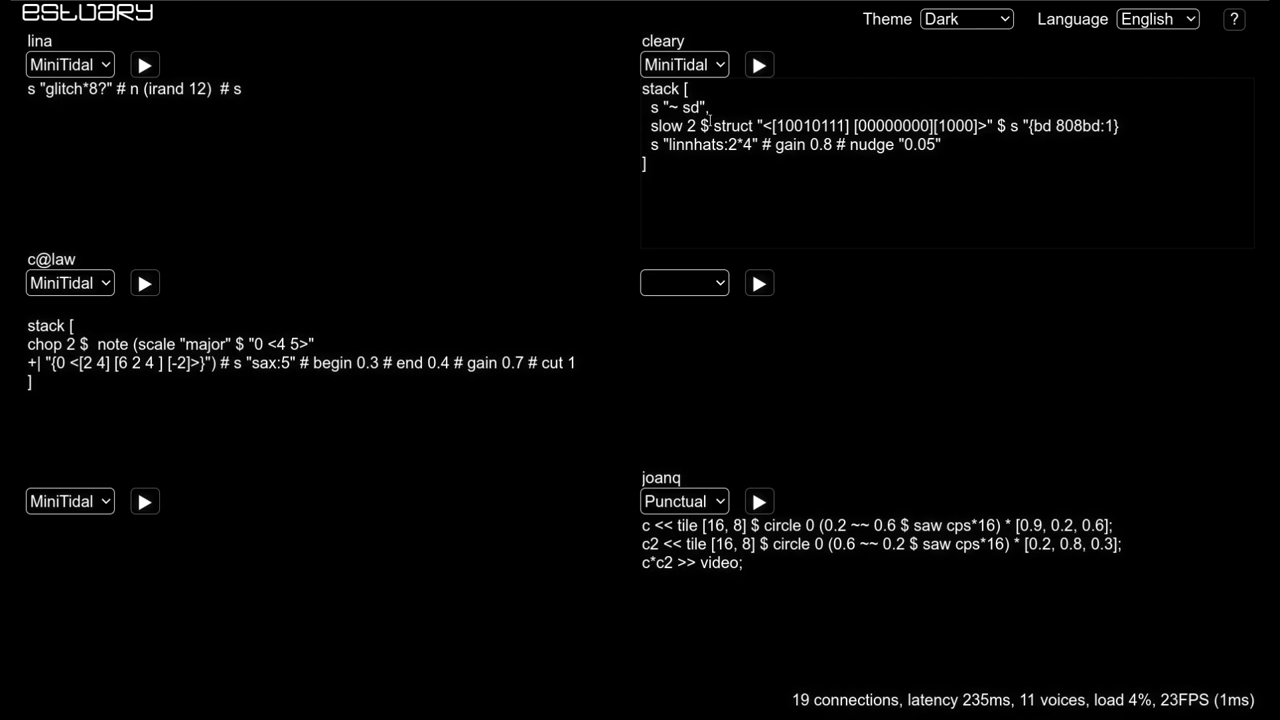 estuary
Theme Dark Language English ?
lina
MiniTidal
s "glitch*8?" # n (irand 12)  # s
cleary
MiniTidal
stack [
s "~ sd",
slow 2 $ struct "<[10010111] [00000000][1000]>" $ s "{bd 808bd:1}
s "linnhats:2*4" # gain 0.8 # nudge "0.05"
]
c@law
MiniTidal
stack [
chop 2 $  note (scale "major" $ "0 <4 5>"
+| "{0 <[2 4] [6 2 4 ] [-2]>}") # s "sax:5" # begin 0.3 # end 0.4 # gain 0.7 # cut 1
]
MiniTidal
joanq
Punctual
c << tile [16, 8] $ circle 0 (0.2 ~~ 0.6 $ saw cps*16) * [0.9, 0.2, 0.6];
c2 << tile [16, 8] $ circle 0 (0.6 ~~ 0.2 $ saw cps*16) * [0.2, 0.8, 0.3];
c*c2 >> video;
19 connections, latency 235ms, 11 voices, load 4%, 23FPS (1ms)